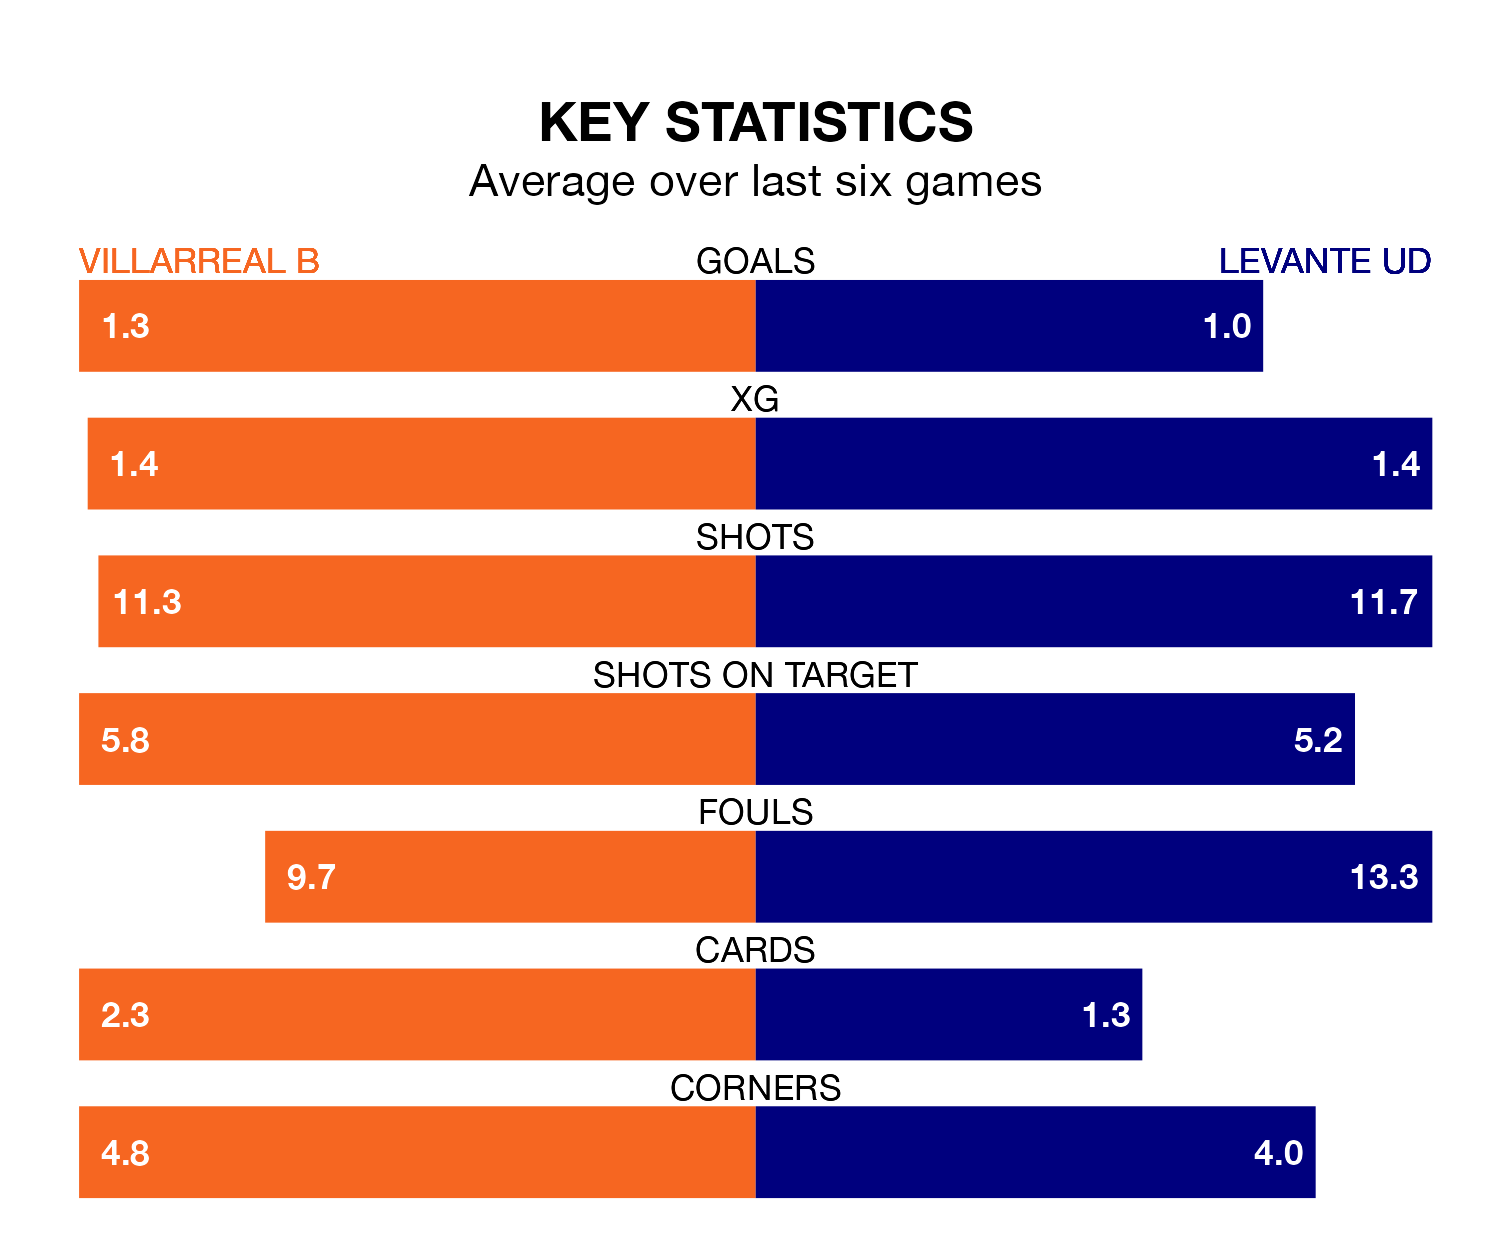 KEY STATISTICS
Average over last six games
VILLARREAL B GOALS LEVANTE UD
1.3 1.0
XG
1.4 1.4
SHOTS
11.3 11.7
SHOTS ON TARGET
5.8 5.2
FOULS
9.7 13.3
CARDS
2.3 1.3
CORNERS
4.8 4.0